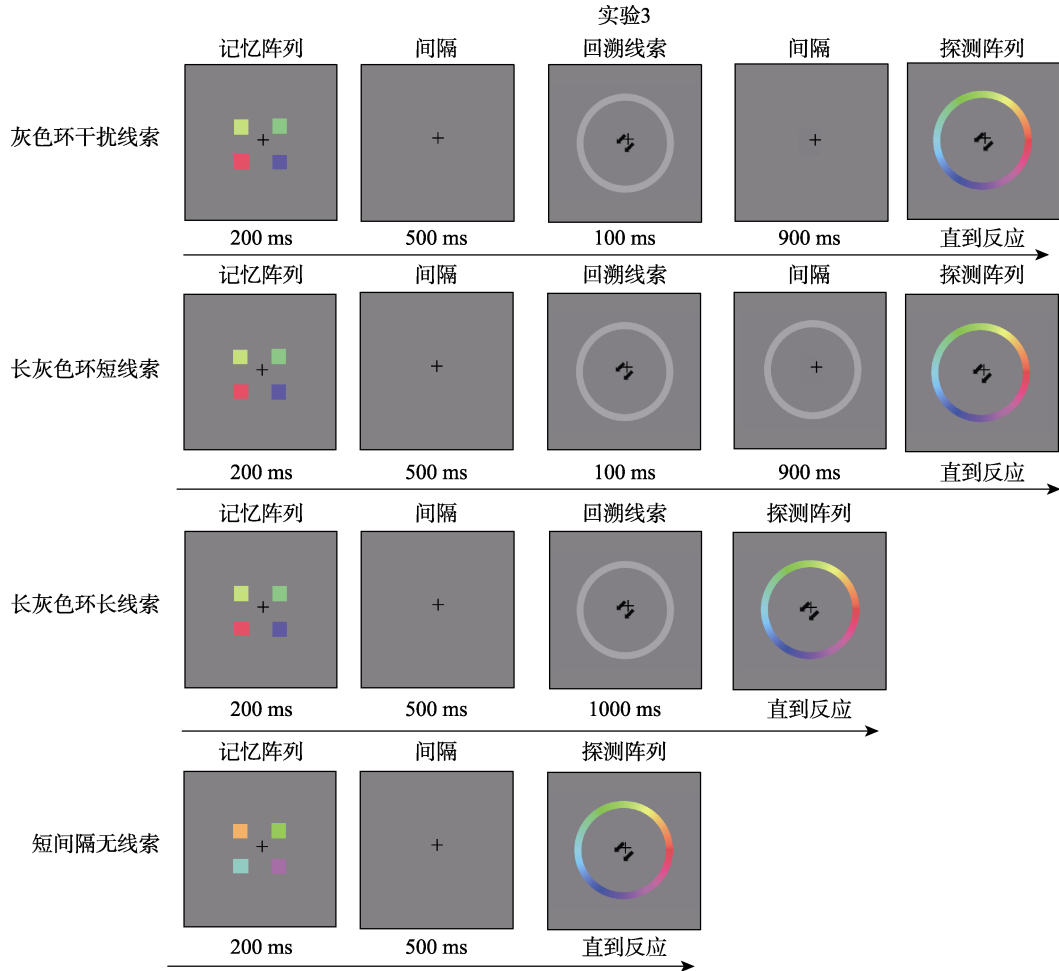 实验3
记忆阵列 间隔 回溯线索 间隔 探测阵列
灰色环干扰线索
200 ms 500 ms 100 ms 900 ms 直到反应
记忆阵列 间隔 回溯线索 间隔 探测阵列
长灰色环短线索
200 ms 500 ms 100 ms 900 ms 直到反应
记忆阵列 间隔 回溯线索 探测阵列
长灰色环长线索
200 ms 500 ms 1000 ms 直到反应
记忆阵列 间隔 探测阵列
短间隔无线索
200 ms 500 ms 直到反应